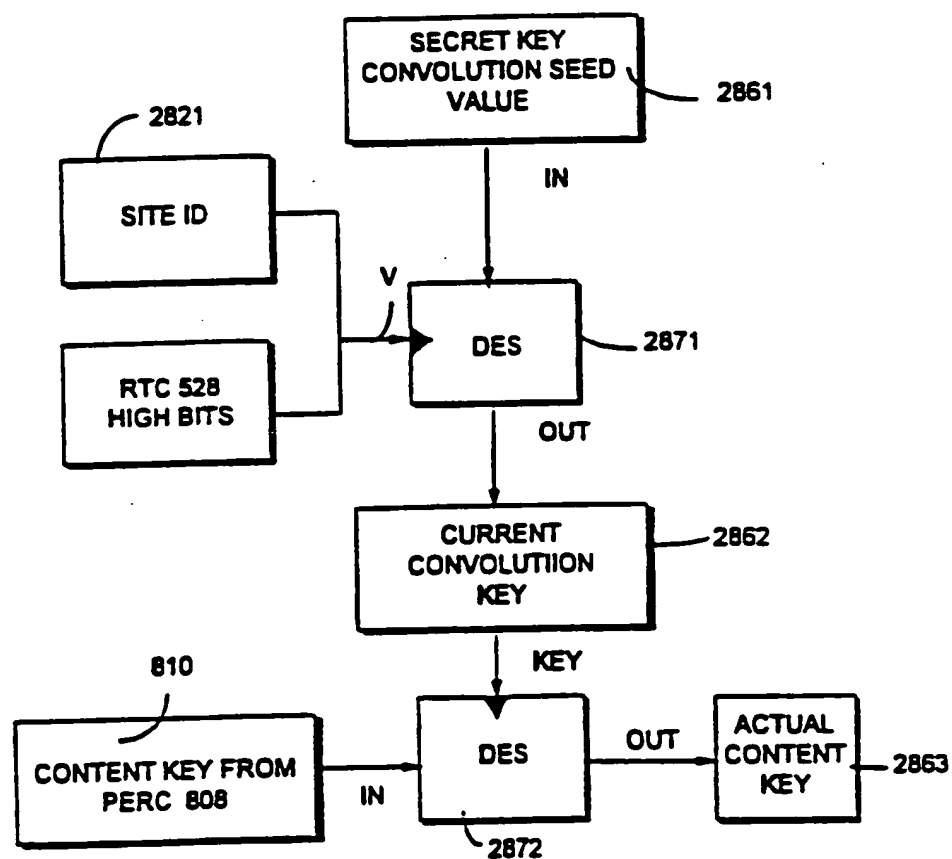 SECRET KEY
CONVOLUTION SEED
VALUE
2861
2821
IN
SITE ID
V
DES
2871
RTC 528
HIGH BITS
OUT
CURRENT
CONVOLUTIION
KEY
2862
KEY
810
CONTENT KEY FROM
PERC 808
IN
DES
OUT
ACTUAL
CONTENT
KEY
2863
2872